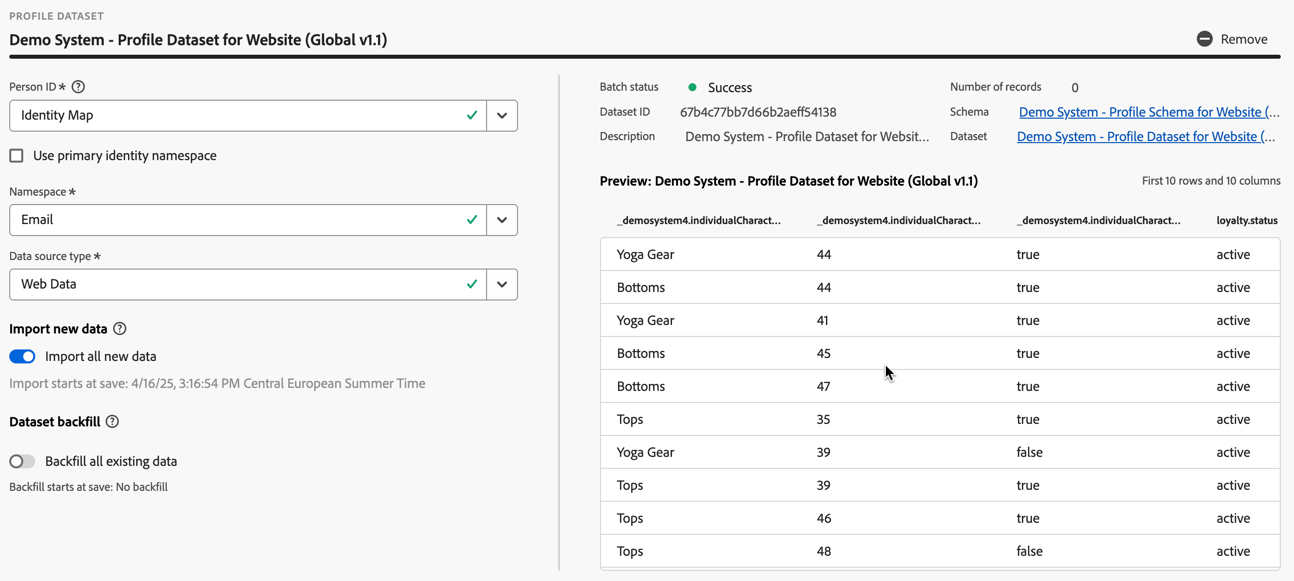 PROFILE DATASET
Demo System - Profile Dataset for Website (Global v1.1)
Remove
Person ID * ?
Identity Map
Use primary identity namespace
Namespace *
Email
Data source type *
Web Data
Import new data ?
Import all new data
Import starts at save: 4/16/25, 3:16:54 PM Central European Summer Time
Dataset backfill ?
Backfill all existing data
Backfill starts at save: No backfill
Batch status Success Number of records 0
Dataset ID 67b4c77bb7d66b2aeff54138 Schema Demo System - Profile Schema for Website (...
Description Demo System - Profile Dataset for Websit... Dataset Demo System - Profile Dataset for Website (...
Preview: Demo System - Profile Dataset for Website (Global v1.1) First 10 rows and 10 columns
_demosystem4.individualCharact... _demosystem4.individualCharact... _demosystem4.individualCharact... loyalty.status
Yoga Gear 44 true active
Bottoms 44 true active
Yoga Gear 41 true active
Bottoms 45 true active
Bottoms 47 true active
Tops 35 true active
Yoga Gear 39 false active
Tops 39 true active
Tops 46 true active
Tops 48 false active